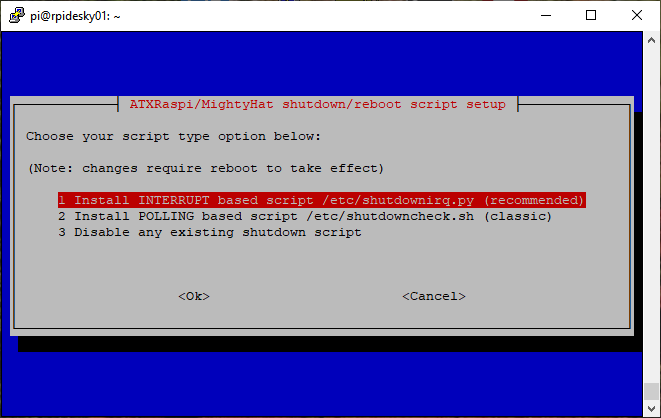 pi@rpidesky01: ~
ATXRaspi/MightyHat shutdown/reboot script setup
Choose your script type option below:
(Note: changes require reboot to take effect)
1 Install INTERRUPT based script /etc/shutdownirq.py (recommended)
2 Install POLLING based script /etc/shutdowncheck.sh (classic)
3 Disable any existing shutdown script
<Ok> <Cancel>